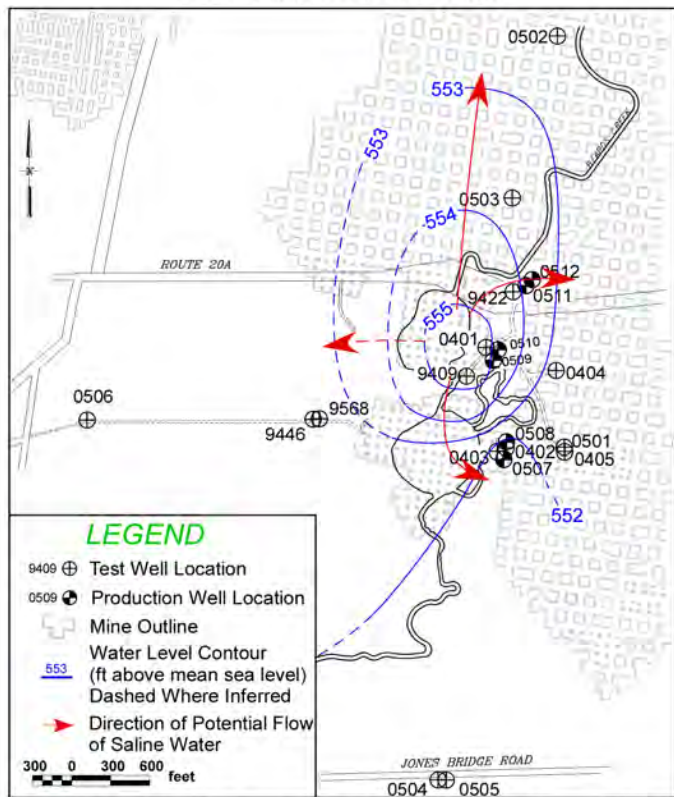 0502
553
553
BEARDS CREEK
0503
554
ROUTE 20A
0512
9422
0511
555
0401
0510
0509
9409
0404
0506
9568
9446
0508
0501
0403
0402
0405
0507
552
LEGEND
9409 Test Well Location
0509 Production Well Location
Mine Outline
553 Water Level Contour
(ft above mean sea level)
Dashed Where Inferred
Direction of Potential Flow
of Saline Water
300 0 300 600
feet
JONES BRIDGE ROAD
0504
0505